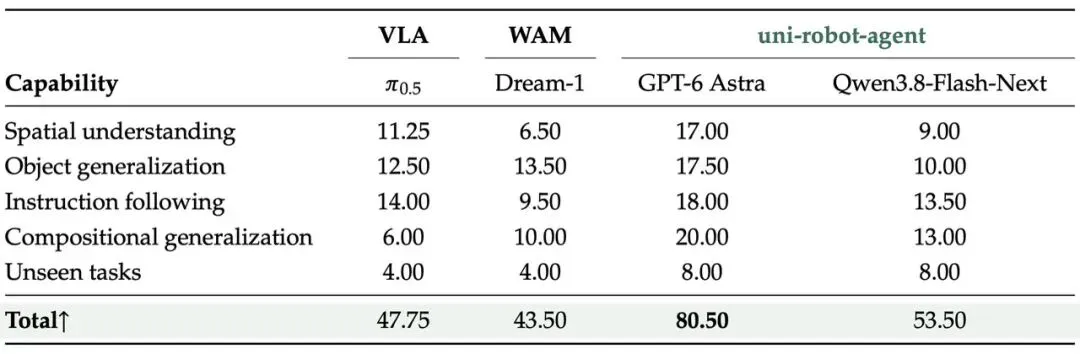 VLA WAM uni-robot-agent
Capability π0.5 Dream-1 GPT-6 Astra Qwen3.8-Flash-Next
Spatial understanding 11.25 6.50 17.00 9.00
Object generalization 12.50 13.50 17.50 10.00
Instruction following 14.00 9.50 18.00 13.50
Compositional generalization 6.00 10.00 20.00 13.00
Unseen tasks 4.00 4.00 8.00 8.00
Total↑ 47.75 43.50 80.50 53.50